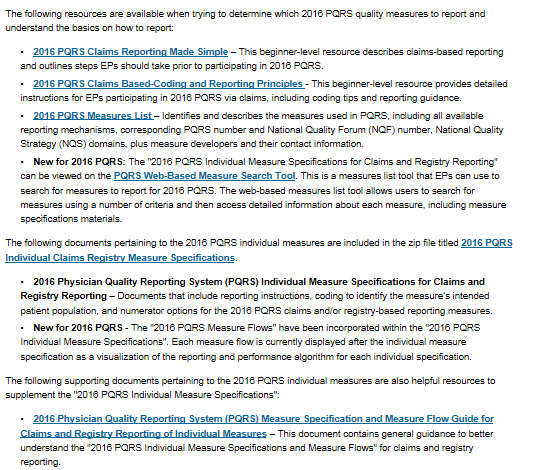 The following resources are available when trying to determine which 2016 PQRS quality measures to report and
understand the basics on how to report:
• 2016 PQRS Claims Reporting Made Simple – This beginner-level resource describes claims-based reporting
and outlines steps EPs should take prior to participating in 2016 PQRS.
• 2016 PQRS Claims Based-Coding and Reporting Principles - This beginner-level resource provides detailed
instructions for EPs participating in 2016 PQRS via claims, including coding tips and reporting guidance.
• 2016 PQRS Measures List – Identifies and describes the measures used in PQRS, including all available
reporting mechanisms, corresponding PQRS number and National Quality Forum (NQF) number, National Quality
Strategy (NQS) domains, plus measure developers and their contact information.
• New for 2016 PQRS: The "2016 PQRS Individual Measure Specifications for Claims and Registry Reporting"
can be viewed on the PQRS Web-Based Measure Search Tool. This is a measures list tool that EPs can use to
search for measures to report for 2016 PQRS. The web-based measures list tool allows users to search for
measures using a number of criteria and then access detailed information about each measure, including measure
specifications materials.
The following documents pertaining to the 2016 PQRS individual measures are included in the zip file titled 2016 PQRS
Individual Claims Registry Measure Specifications.
• 2016 Physician Quality Reporting System (PQRS) Individual Measure Specifications for Claims and
Registry Reporting – Documents that include reporting instructions, coding to identify the measure's intended
patient population, and numerator options for the 2016 PQRS claims and/or registry-based reporting measures.
• New for 2016 PQRS - The "2016 PQRS Measure Flows" have been incorporated within the "2016 PQRS
Individual Measure Specifications". Each measure flow is currently displayed after the individual measure
specification as a visualization of the reporting and performance algorithm for each individual specification.
The following supporting documents pertaining to the 2016 PQRS individual measures are also helpful resources to
supplement the "2016 PQRS Individual Measure Specifications":
• 2016 Physician Quality Reporting System (PQRS) Measure Specification and Measure Flow Guide for
Claims and Registry Reporting of Individual Measures – This document contains general guidance to better
understand the "2016 PQRS Individual Measure Specifications and Measure Flows" for claims and registry
reporting.